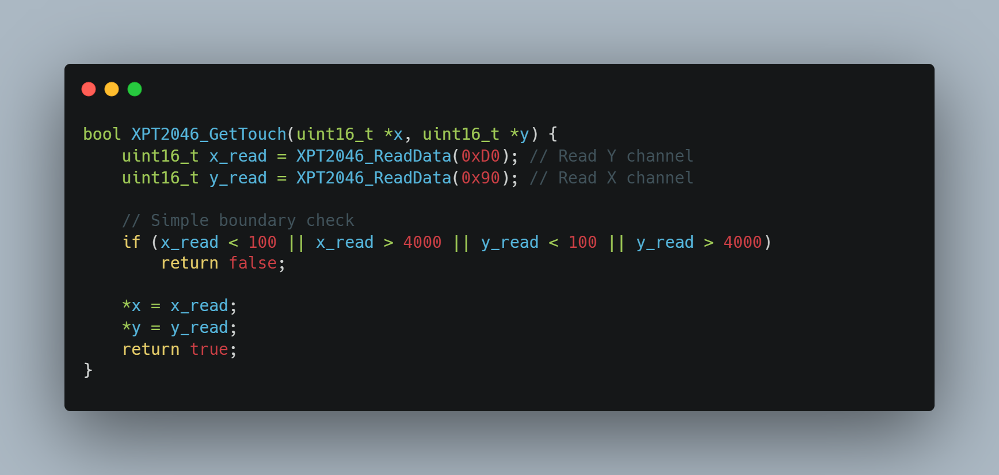 bool XPT2046_GetTouch(uint16_t *x, uint16_t *y) {
    uint16_t x_read = XPT2046_ReadData(0xD0); // Read Y channel
    uint16_t y_read = XPT2046_ReadData(0x90); // Read X channel

    // Simple boundary check
    if (x_read < 100 || x_read > 4000 || y_read < 100 || y_read > 4000)
        return false;

    *x = x_read;
    *y = y_read;
    return true;
}